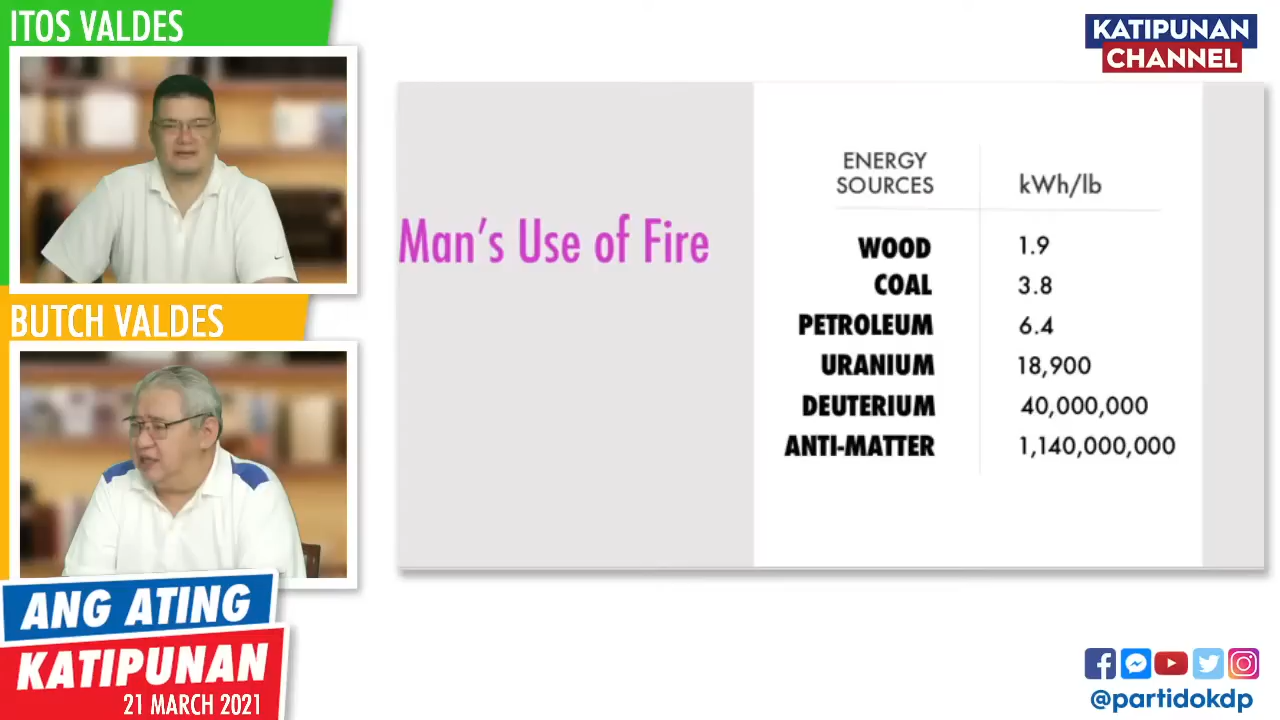 ITOS VALDES
BUTCH VALDES
ANG ATING
KATIPUNAN
21 MARCH 2021
KATIPUNAN
CHANNEL
Man's Use of Fire
ENERGY
SOURCES
kWh/lb
WOOD 1.9
COAL 3.8
PETROLEUM 6.4
URANIUM 18,900
DEUTERIUM 40,000,000
ANTI-MATTER 1,140,000,000
@partidokdp